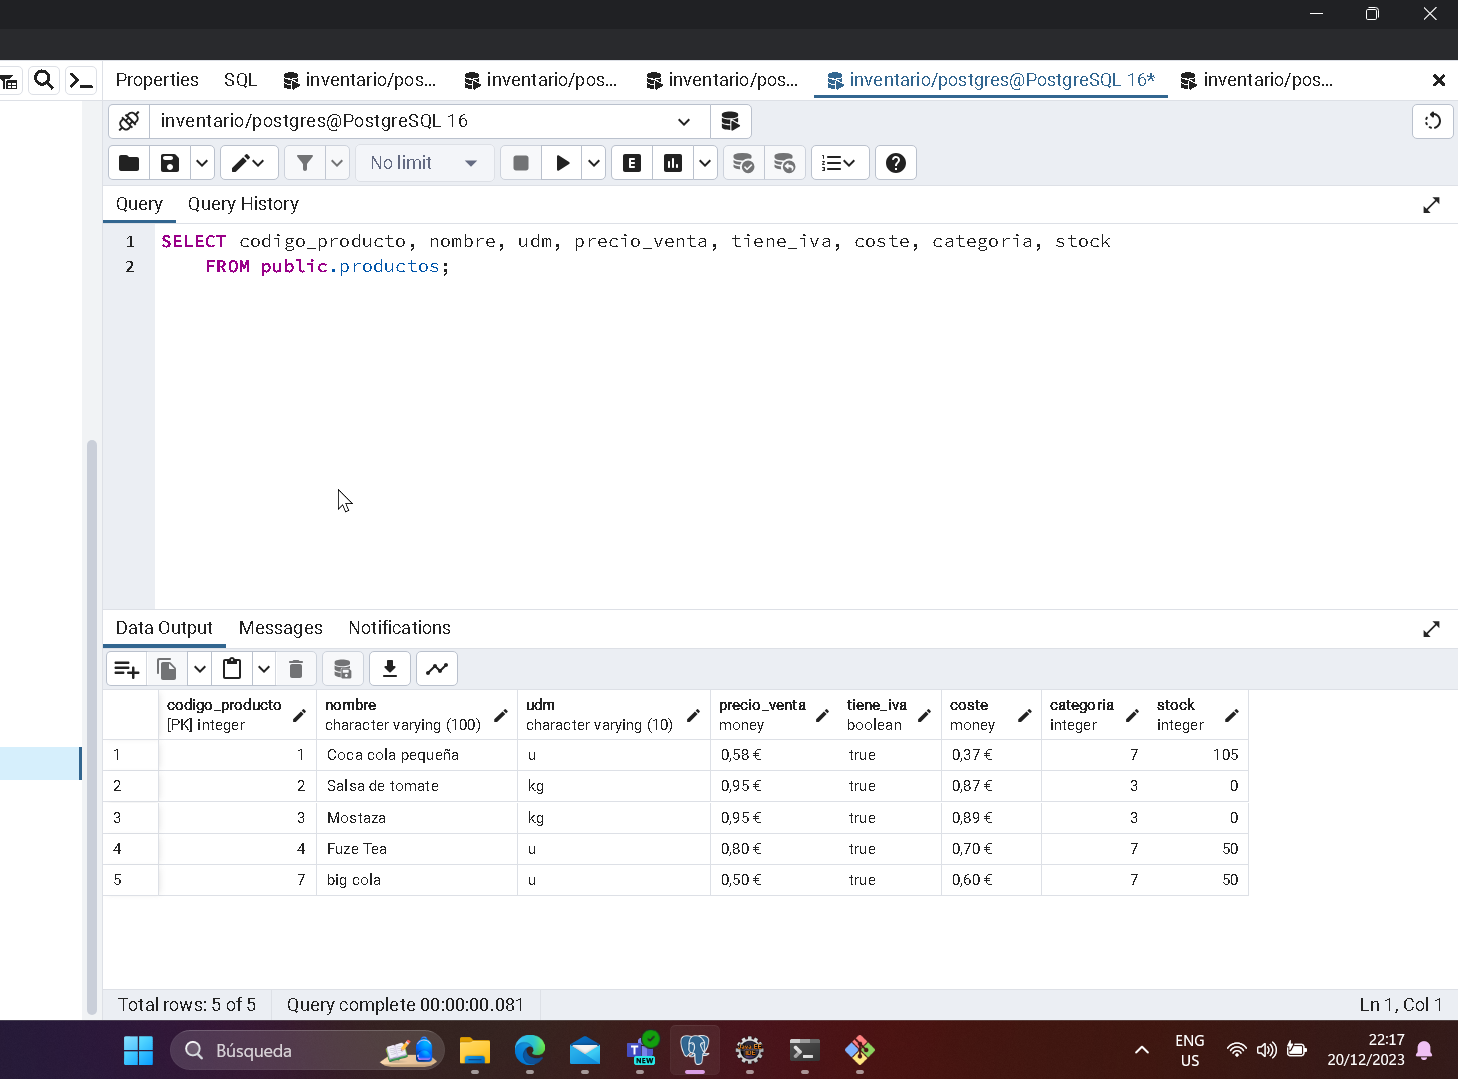 Properties SQL inventario/pos... inventario/pos... inventario/pos... inventario/postgres@PostgreSQL 16* inventario/pos...
inventario/postgres@PostgreSQL 16
No limit E
Query Query History
1 SELECT codigo_producto, nombre, udm, precio_venta, tiene_iva, coste, categoria, stock
2 FROM public.productos;
Data Output Messages Notifications
codigo_producto nombre udm precio_venta tiene_iva coste categoria stock
[PK] integer character varying (100) character varying (10) money boolean money integer integer
1 1 Coca cola pequeña u 0,58 € true 0,37 € 7 105
2 2 Salsa de tomate kg 0,95 € true 0,87 € 3 0
3 3 Mostaza kg 0,95 € true 0,89 € 3 0
4 4 Fuze Tea u 0,80 € true 0,70 € 7 50
5 7 big cola u 0,50 € true 0,60 € 7 50
Total rows: 5 of 5 Query complete 00:00:00.081 Ln 1, Col 1
Búsqueda NEW ENG 22:17
US 20/12/2023